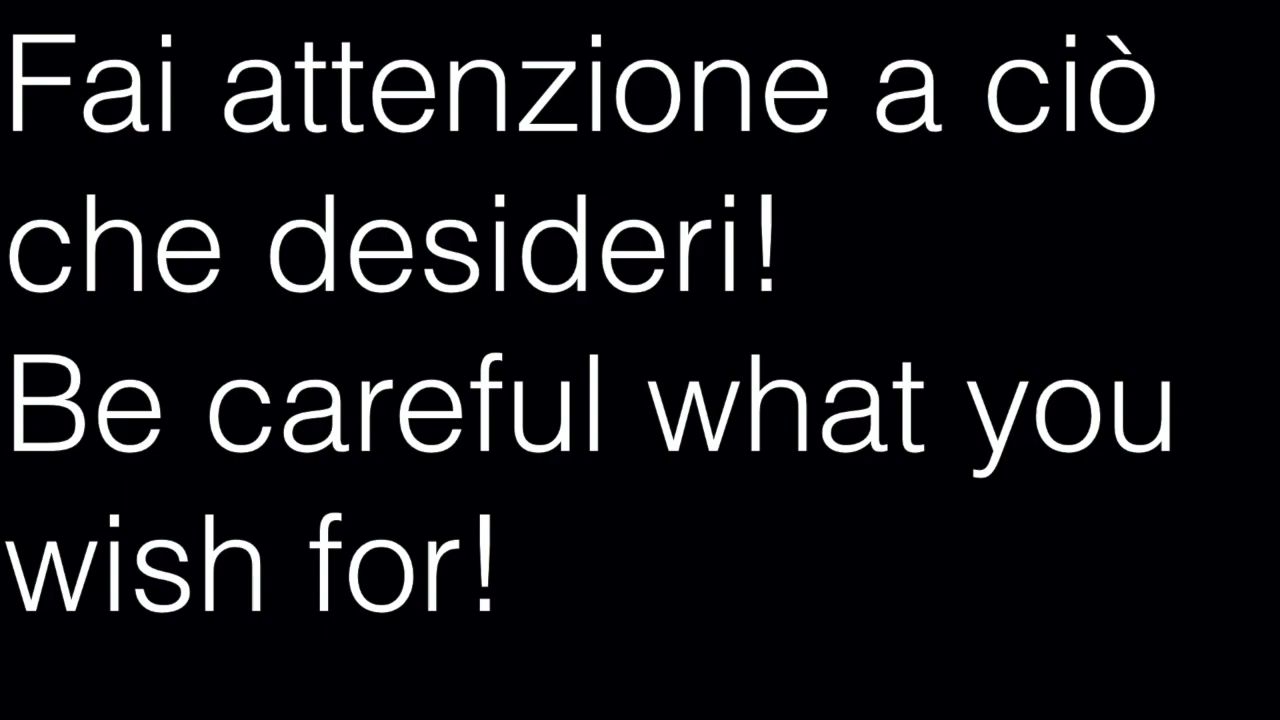 Fai attenzione a ciò
che desideri!
Be careful what you
wish for!